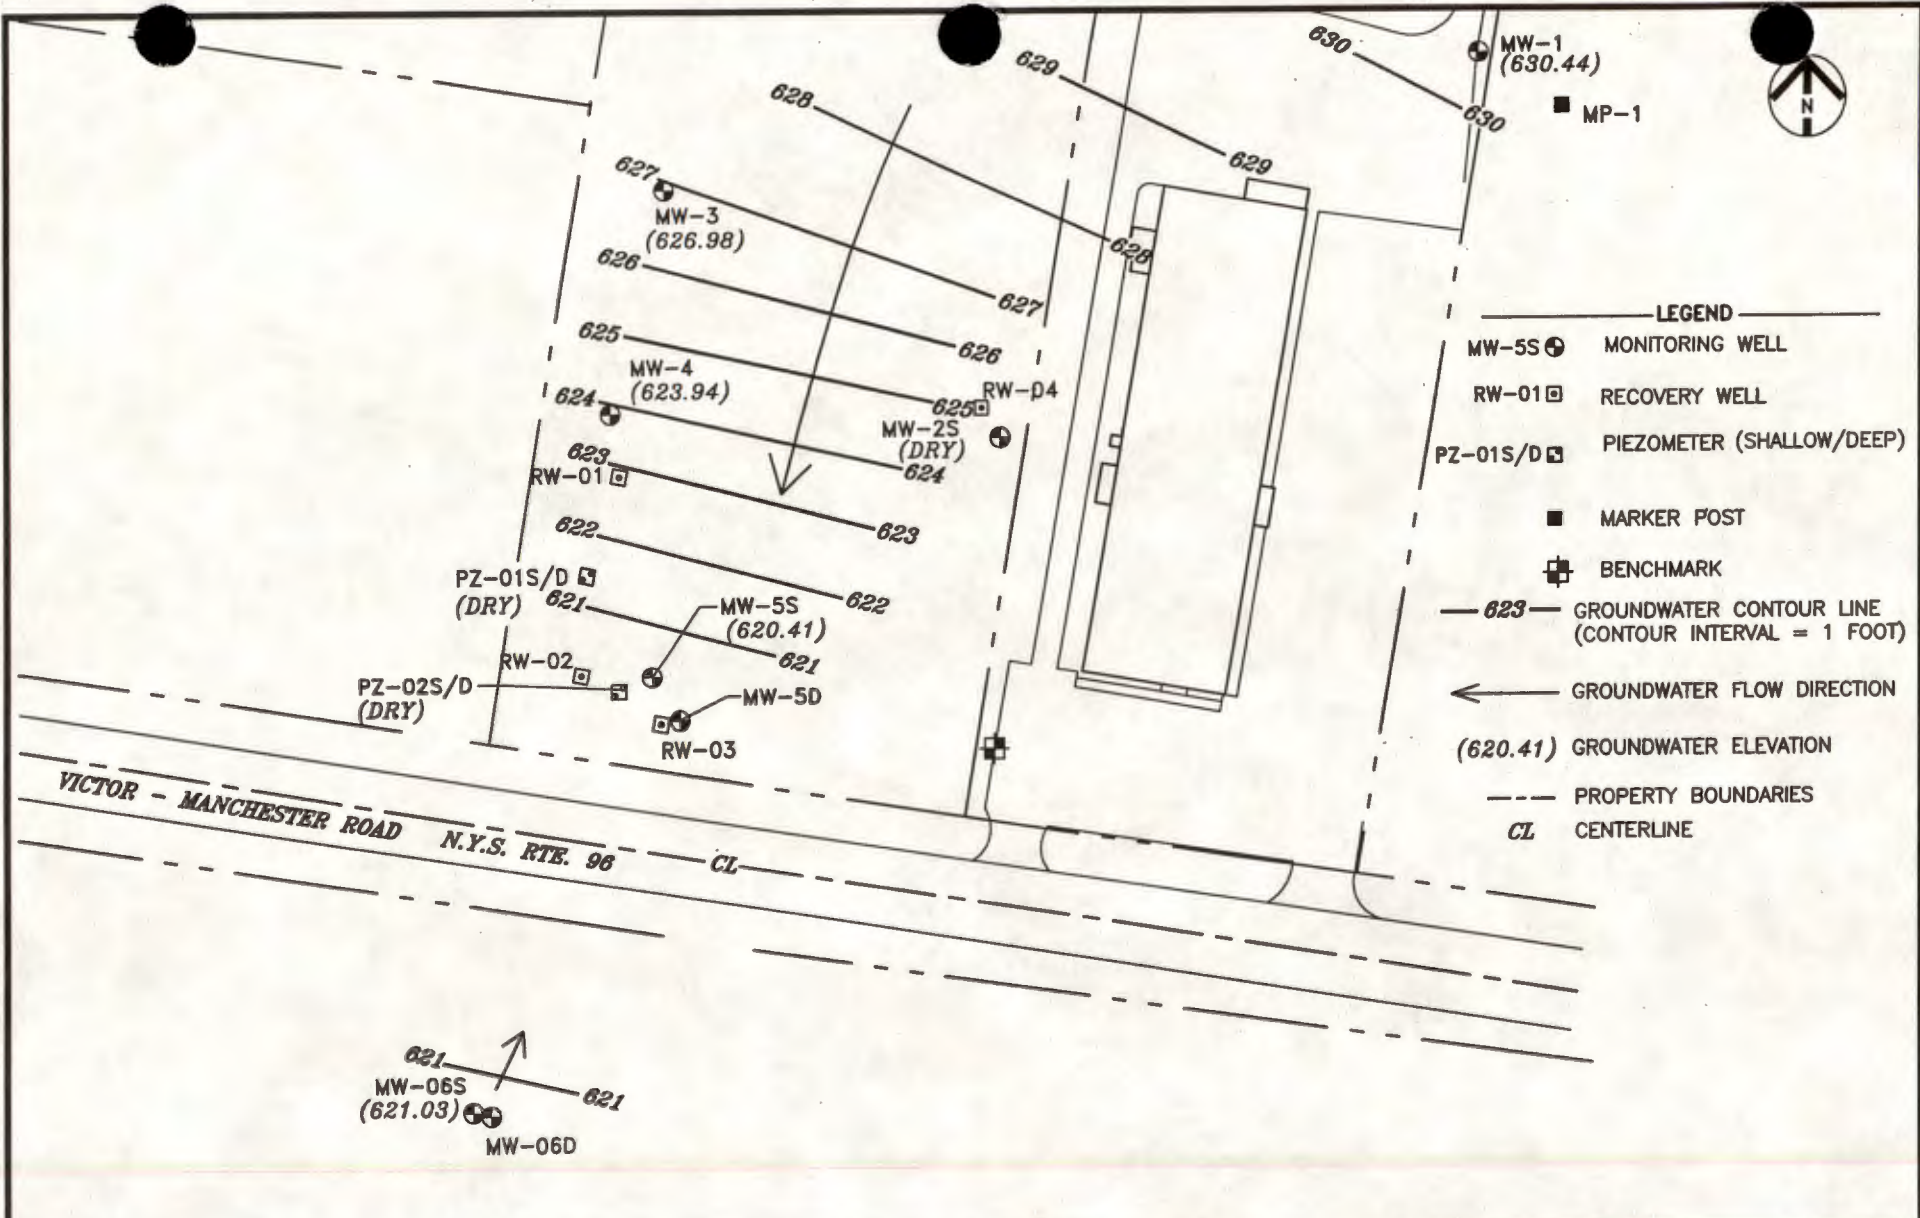 630
MW-1
(630.44)
N
MP-1
629
628
630
629
627
MW-3
(626.98)
626
628
627
625
626
MW-4
(623.94)
624
RW-04
625
MW-2S
(DRY)
623
RW-01
624
622
623
PZ-01S/D
(DRY)
621
MW-5S
(620.41)
622
621
RW-02
PZ-02S/D
(DRY)
MW-5D
RW-03
LEGEND
MW-5S MONITORING WELL
RW-01 RECOVERY WELL
PZ-01S/D PIEZOMETER (SHALLOW/DEEP)
MARKER POST
BENCHMARK
623 GROUNDWATER CONTOUR LINE
(CONTOUR INTERVAL = 1 FOOT)
GROUNDWATER FLOW DIRECTION
(620.41) GROUNDWATER ELEVATION
PROPERTY BOUNDARIES
CL CENTERLINE
VICTOR - MANCHESTER ROAD N.Y.S. RTE. 96 CL
621
MW-06S
(621.03)
621
MW-06D